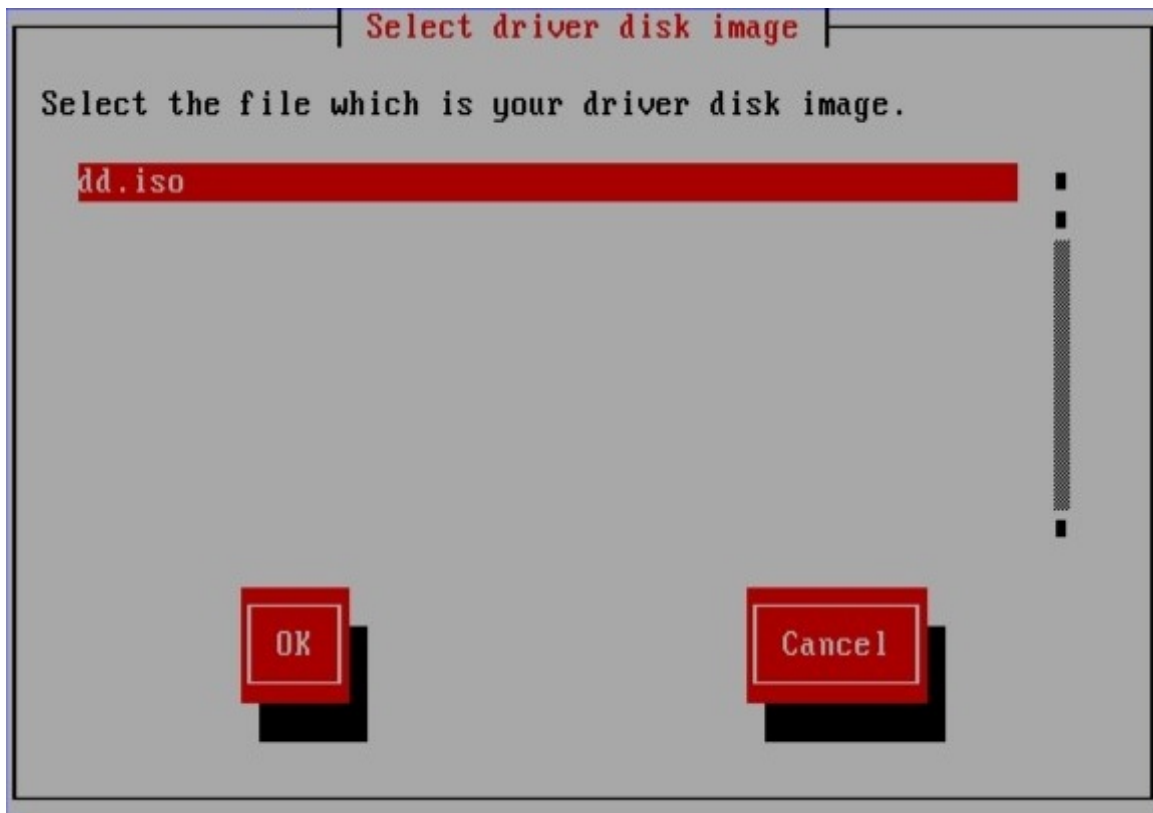 Select driver disk image
Select the file which is your driver disk image.
dd.iso
OK
Cancel